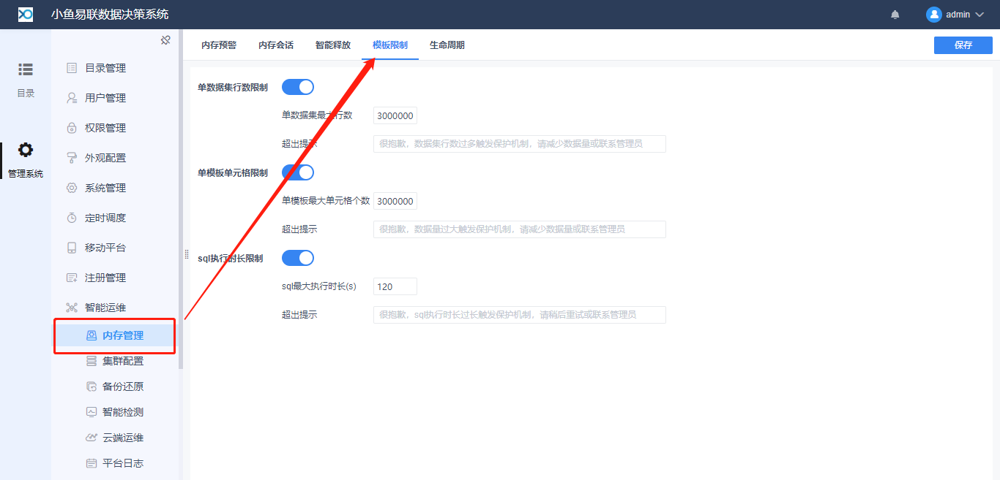 小鱼易联数据决策系统
admin
目录
管理系统
目录管理
用户管理
权限管理
外观配置
系统管理
定时调度
移动平台
注册管理
智能运维
内存管理
集群配置
备份还原
智能检测
云端运维
平台日志
内存预警 内存会话 智能释放 模板限制 生命周期
保存
单数据集行数限制
单数据集最大行数 3000000
超出提示 很抱歉，数据集行数过多触发保护机制，请减少数据量或联系管理员
单模板单元格限制
单模板最大单元格个数 3000000
超出提示 很抱歉，数据量过大触发保护机制，请减少数据量或联系管理员
sql执行时长限制
sql最大执行时长(s) 120
超出提示 很抱歉，sql执行时长过长触发保护机制，请稍后重试或联系管理员